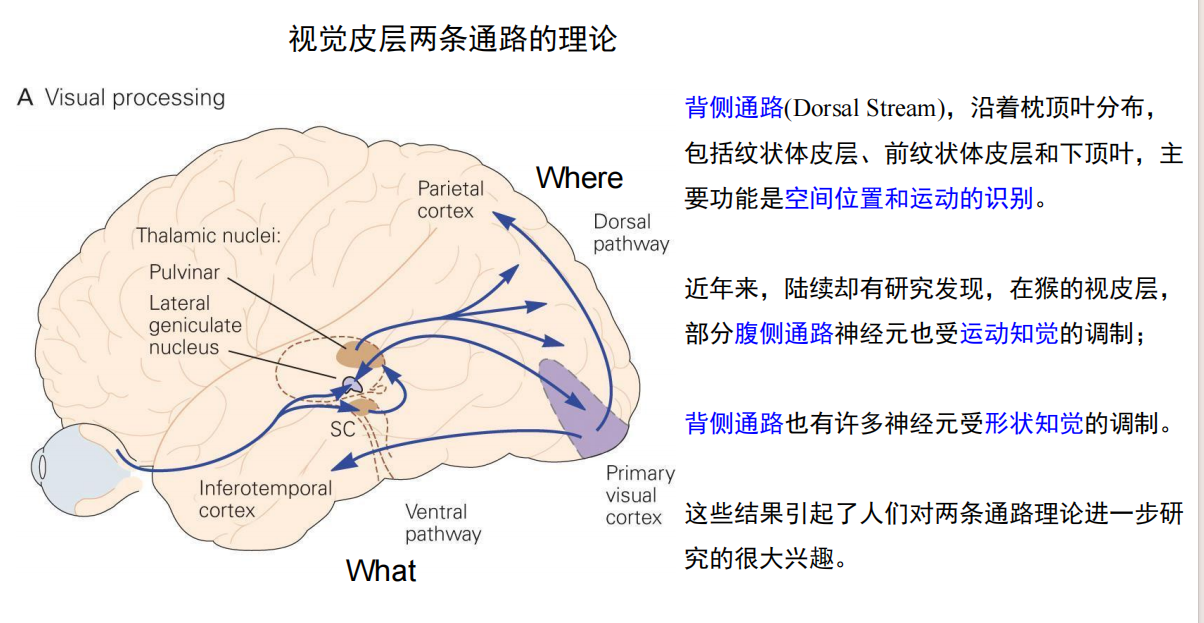 视觉皮层两条通路的理论
A Visual processing
Where
Parietal
cortex
Dorsal
pathway
Thalamic nuclei:
Pulvinar
Lateral
geniculate
nucleus
SC
Inferotemporal
cortex
Ventral
pathway
Primary
visual
cortex
What
背侧通路(Dorsal Stream)，沿着枕顶叶分布，
包括纹状体皮层、前纹状体皮层和下顶叶，主
要功能是空间位置和运动的识别。
近年来，陆续却有研究发现，在猴的视皮层，
部分腹侧通路神经元也受运动知觉的调制；
背侧通路也有许多神经元受形状知觉的调制。
这些结果引起了人们对两条通路理论进一步研
究的很大兴趣。